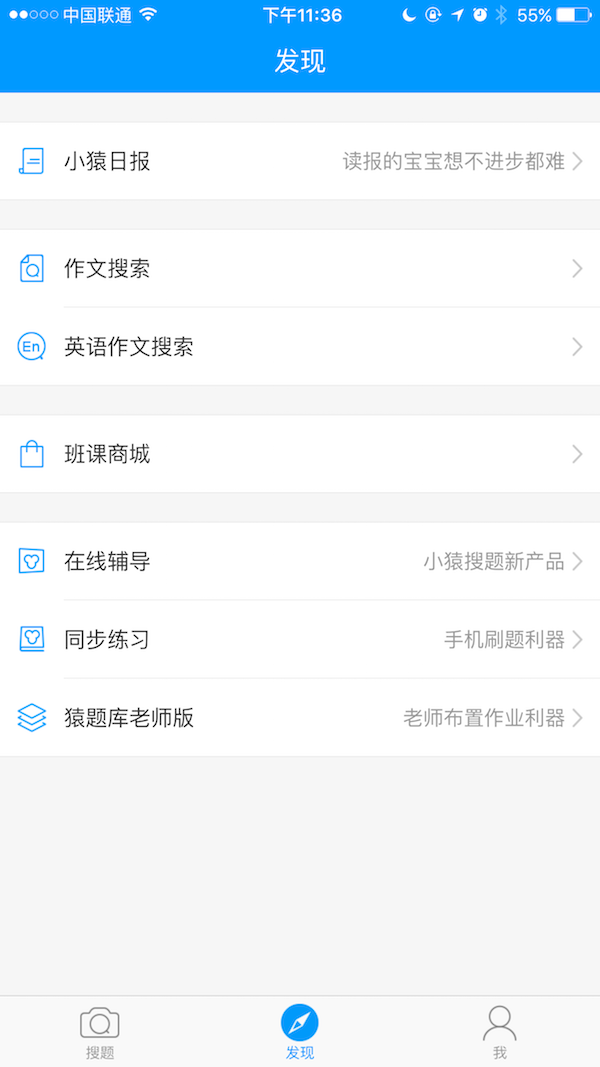 中国联通 下午11:36 55%
发现
小猿日报 读报的宝宝想不进步都难
作文搜索
En 英语作文搜索
班课商城
在线辅导 小猿搜题新产品
同步练习 手机刷题利器
猿题库老师版 老师布置作业利器
搜题 发现 我